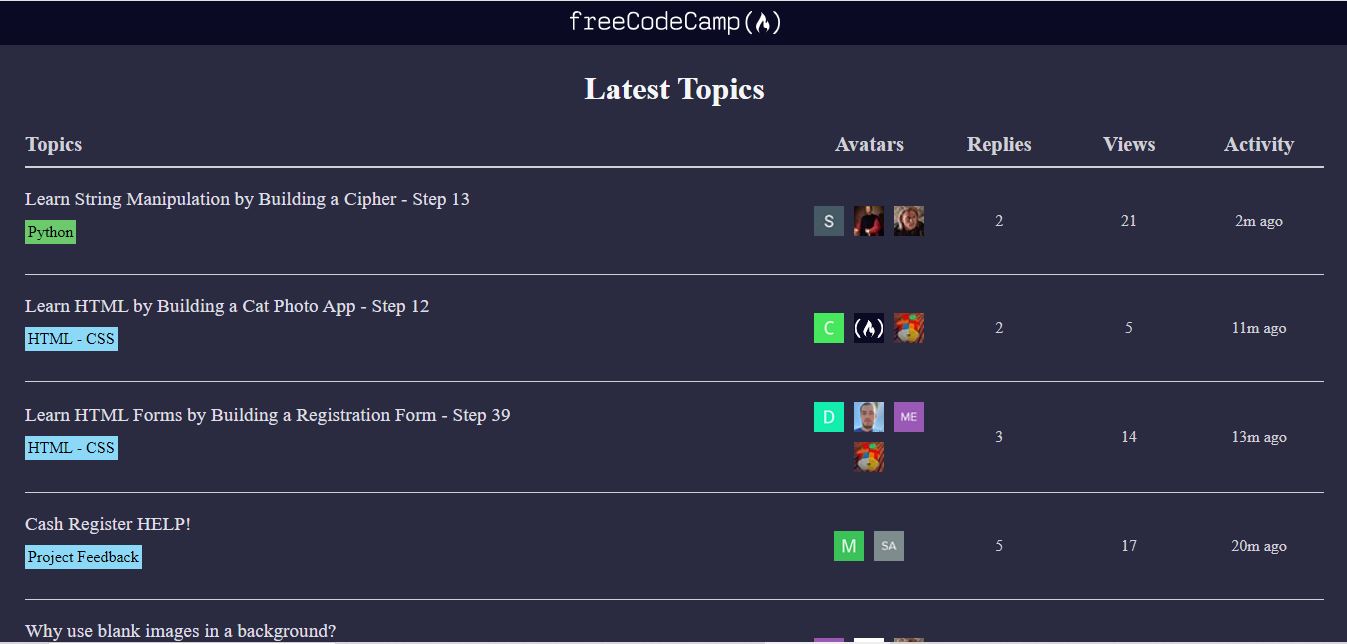 freeCodeCamp(🔥)
Latest Topics
Topics Avatars Replies Views Activity
Learn String Manipulation by Building a Cipher - Step 13
Python
S 2 21 2m ago
Learn HTML by Building a Cat Photo App - Step 12
HTML - CSS
C 2 5 11m ago
Learn HTML Forms by Building a Registration Form - Step 39
HTML - CSS
D ME 3 14 13m ago
Cash Register HELP!
Project Feedback
M SA 5 17 20m ago
Why use blank images in a background?